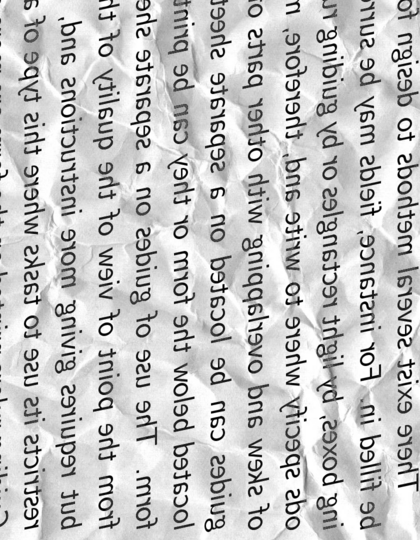 There exist several methods to design fo
be filled in. For instance, fields may be surr
ing boxes, by light rectangles or by guiding ru
ods specify where to write and, therefore, m
of skew and overlapping with other parts o
guides can be located on a separate sheet
located below the form or they can be print
form. The use of guides on a separate she
from the point of view of the quality of th
but requires giving more instructions and,
restricts its use to tasks where this type of a